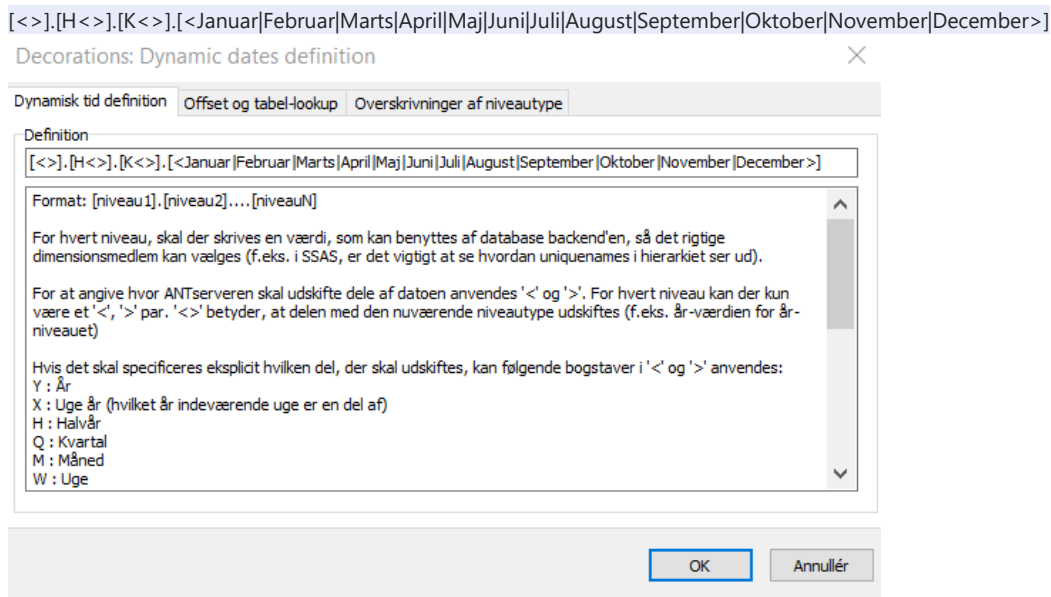 [<>].[H<>].[K<>].[<Januar|Februar|Marts|April|Maj|Juni|Juli|August|September|Oktober|November|December>]
Decorations: Dynamic dates definition
Dynamisk tid definition Offset og tabel-lookup Overskrivninger af niveautype
Definition
[<>].[H<>].[K<>].[<Januar|Februar|Marts|April|Maj|Juni|Juli|August|September|Oktober|November|December>]
Format: [niveau1].[niveau2]....[niveauN]
For hvert niveau, skal der skrives en værdi, som kan benyttes af database backend'en, så det rigtige
dimensionsmedlem kan vælges (f.eks. i SSAS, er det vigtigt at se hvordan uniquenames i hierarkiet ser ud).
For at angive hvor ANTserveren skal udskifte dele af datoen anvendes '<' og '>'. For hvert niveau kan der kun
være et '<', '>' par. '<>' betyder, at delen med den nuværende niveautype udskiftes (f.eks. år-værdien for år-
niveauet)
Hvis det skal specificeres eksplicit hvilken del, der skal udskiftes, kan følgende bogstaver i '<' og '>' anvendes:
Y : År
X : Uge år (hvilket år indeværende uge er en del af)
H : Halvår
Q : Kvartal
M : Måned
W : Uge
OK Annullér